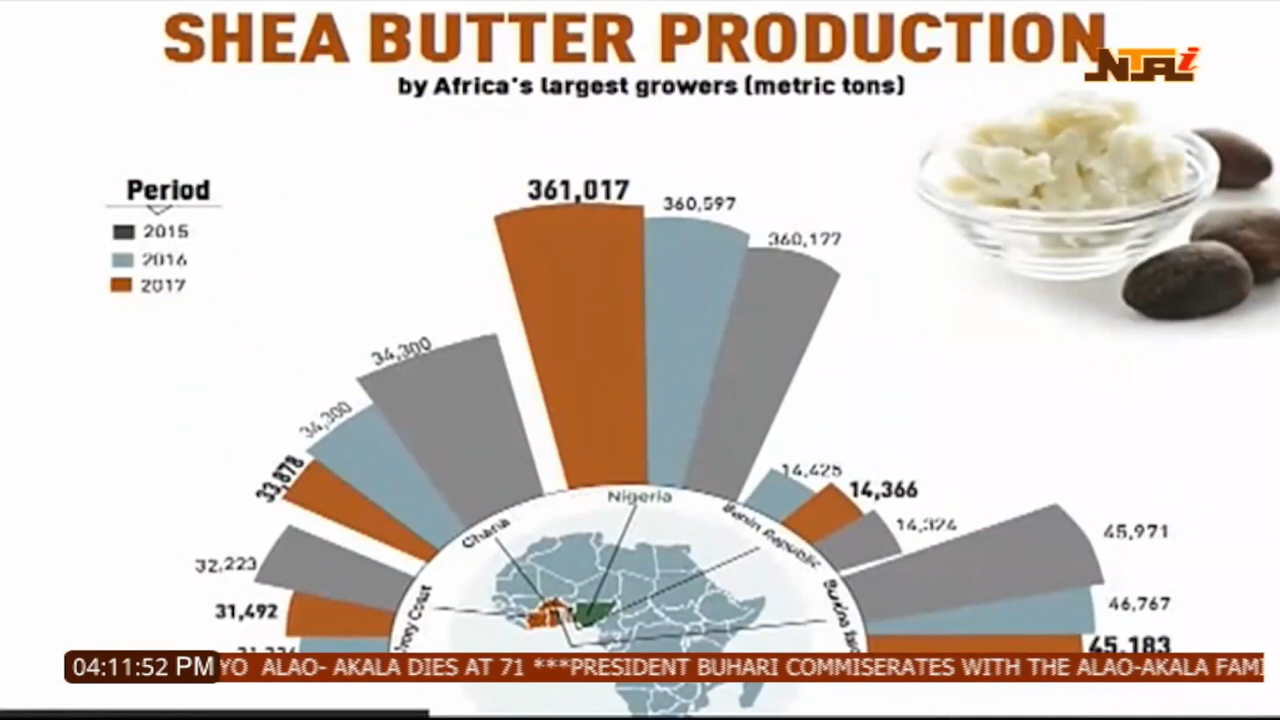 SHEA BUTTER PRODUCTION
NTAi
by Africa's largest growers (metric tons)
Period
2015
2016
2017
361,017
360,597
360,177
34,300
34,300
33,878
14,425
14,366
14,324
45,971
46,767
45,183
32,223
31,492
Nigeria
Ghana
Benin Republic
Ivory Coast
Burkina
04:11:52 PM
YO ALAO- AKALA DIES AT 71 ***PRESIDENT BUHARI COMMISERATES WITH THE ALAO-AKALA FAMI